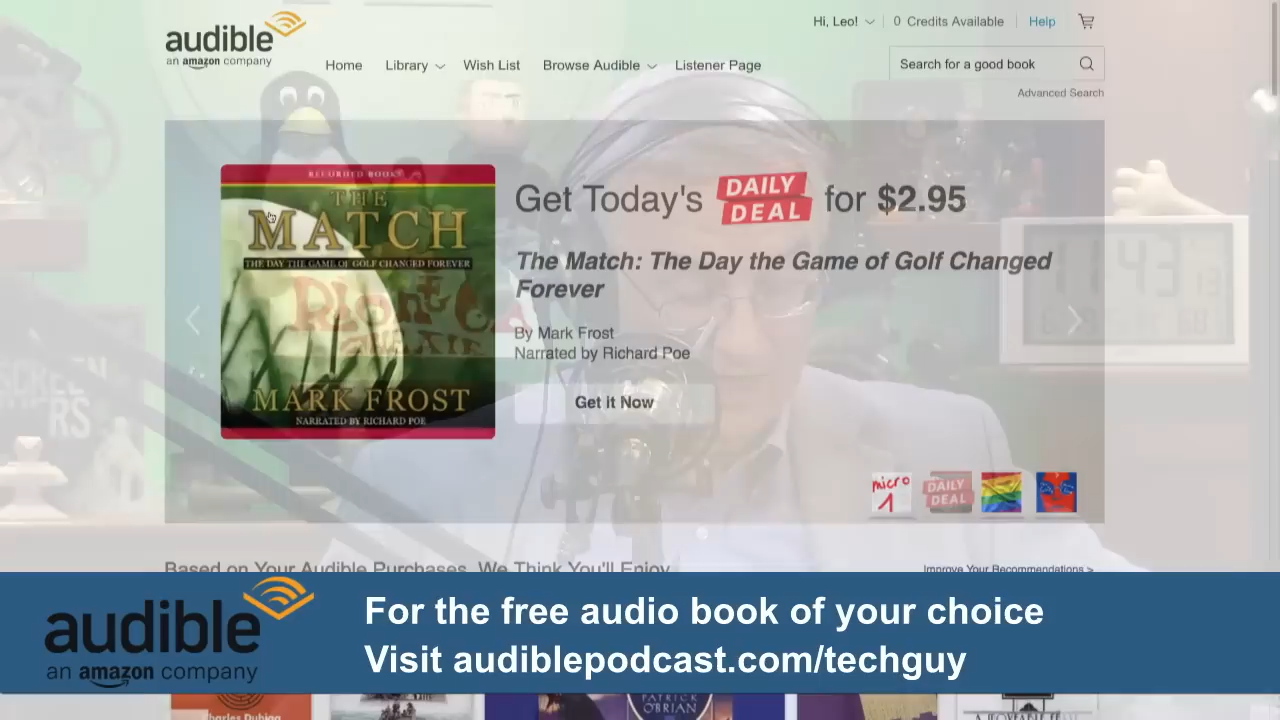 audible
an amazon company
Hi, Leo!
0 Credits Available
Help
Home
Library
Wish List
Browse Audible
Listener Page
Search for a good book
Advanced Search
RECORDED BOOKS
THE
MATCH
THE DAY THE GAME OF GOLF CHANGED FOREVER
MARK FROST
NARRATED BY RICHARD POE
Get Today's DAILY DEAL for $2.95
The Match: The Day the Game of Golf Changed
Forever
By Mark Frost
Narrated by Richard Poe
Get it Now
micro
1
DAILY
DEAL
Based on Your Audible Purchases, We Think You'll Enjoy
Improve Your Recommendations >
audible
an amazon company
For the free audio book of your choice
Visit audiblepodcast.com/techguy
Charles Duhigg
PATRICK
O'BRIAN